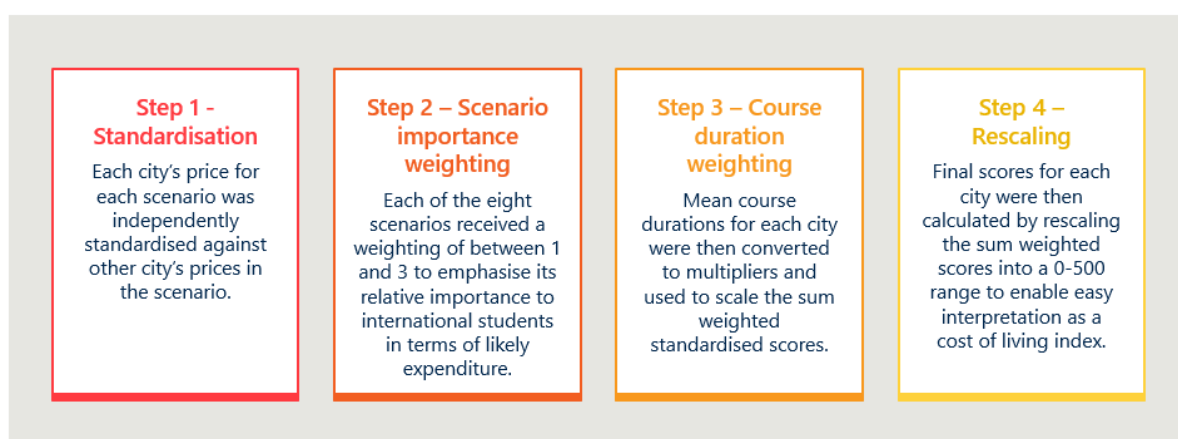 Step 1 -
Standardisation
Each city's price for
each scenario was
independently
standardised against
other city's prices in
the scenario.
Step 2 – Scenario
importance
weighting
Each of the eight
scenarios received a
weighting of between 1
and 3 to emphasise its
relative importance to
international students
in terms of likely
expenditure.
Step 3 – Course
duration
weighting
Mean course
durations for each city
were then converted
to multipliers and
used to scale the sum
weighted
standardised scores.
Step 4 –
Rescaling
Final scores for each
city were then
calculated by rescaling
the sum weighted
scores into a 0-500
range to enable easy
interpretation as a
cost of living index.